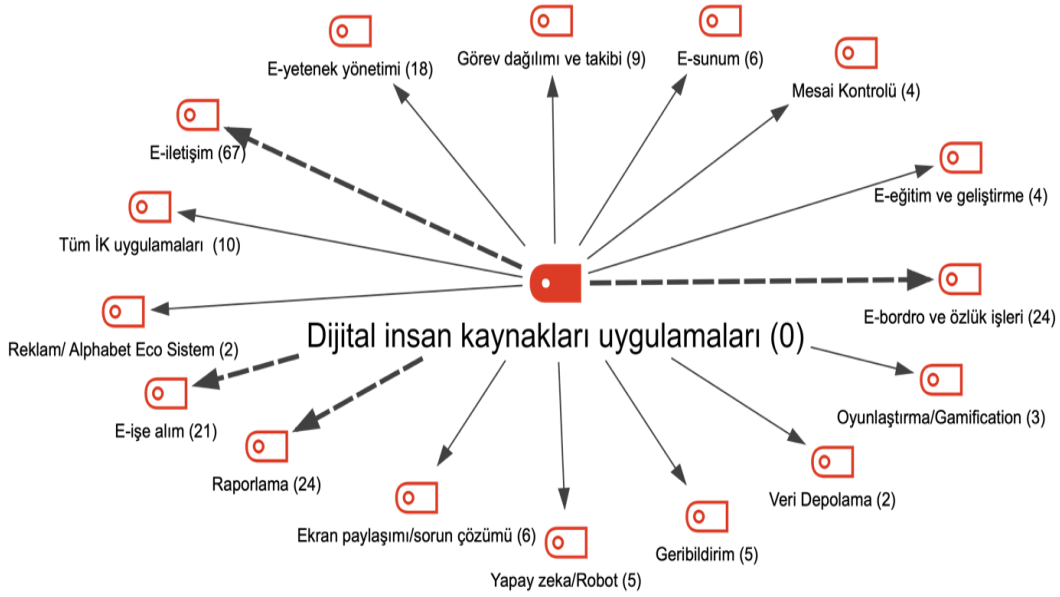 E-yetenek yönetimi (18)
Görev dağılımı ve takibi (9)
E-sunum (6)
Mesai Kontrolü (4)
E-iletişim (67)
E-eğitim ve geliştirme (4)
Tüm İK uygulamaları (10)
E-bordro ve özlük işleri (24)
Dijital insan kaynakları uygulamaları (0)
Reklam/ Alphabet Eco Sistem (2)
Oyunlaştırma/Gamification (3)
E-işe alım (21)
Raporlama (24)
Veri Depolama (2)
Ekran paylaşımı/sorun çözümü (6)
Geribildirim (5)
Yapay zeka/Robot (5)